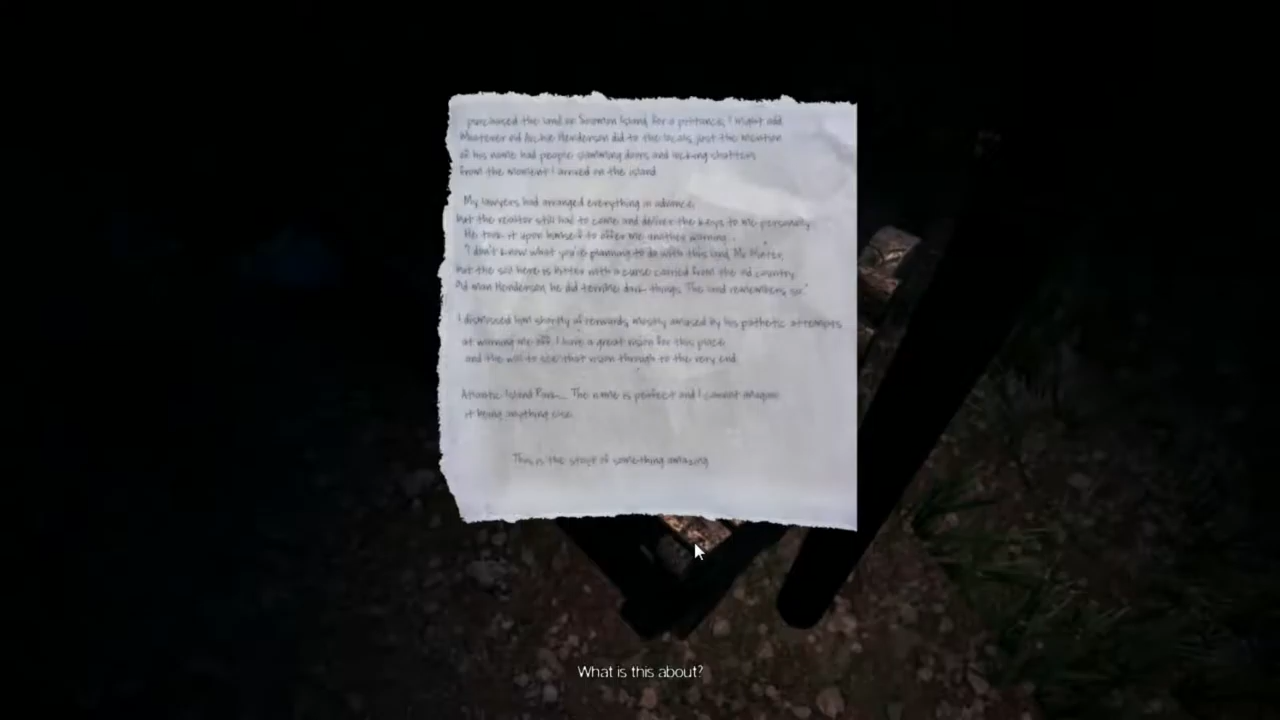 purchased the land on Solomon Island, for a pittance, I might add
Whatever old Archie Henderson did to the locals, just the mention
of his name had people slamming doors and locking shutters
from the moment I arrived on the island
My lawyers had arranged everything in advance,
but the realtor still had to come and deliver the keys to me personally
He took it upon himself to offer me another warning...
"I don't know what you're planning to do with this land, Mr Winter,
but the soil here is bitter with a curse carried from the old country
Old man Henderson, he did terrible dark things. The land remembers, sir."
I dismissed him shortly afterwards, mostly amused by his pathetic attempts
at warning me off. I have a great vision for this place
and the will to see that vision through to the very end
Atlantic Island Park... The name is perfect and I cannot imagine
it being anything else.
This is the start of something amazing
What is this about?